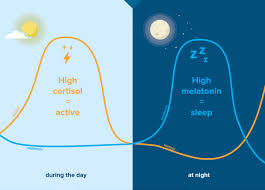 High
cortisol
=
active
during the day
z z z
High
melatonin
=
sleep
at night